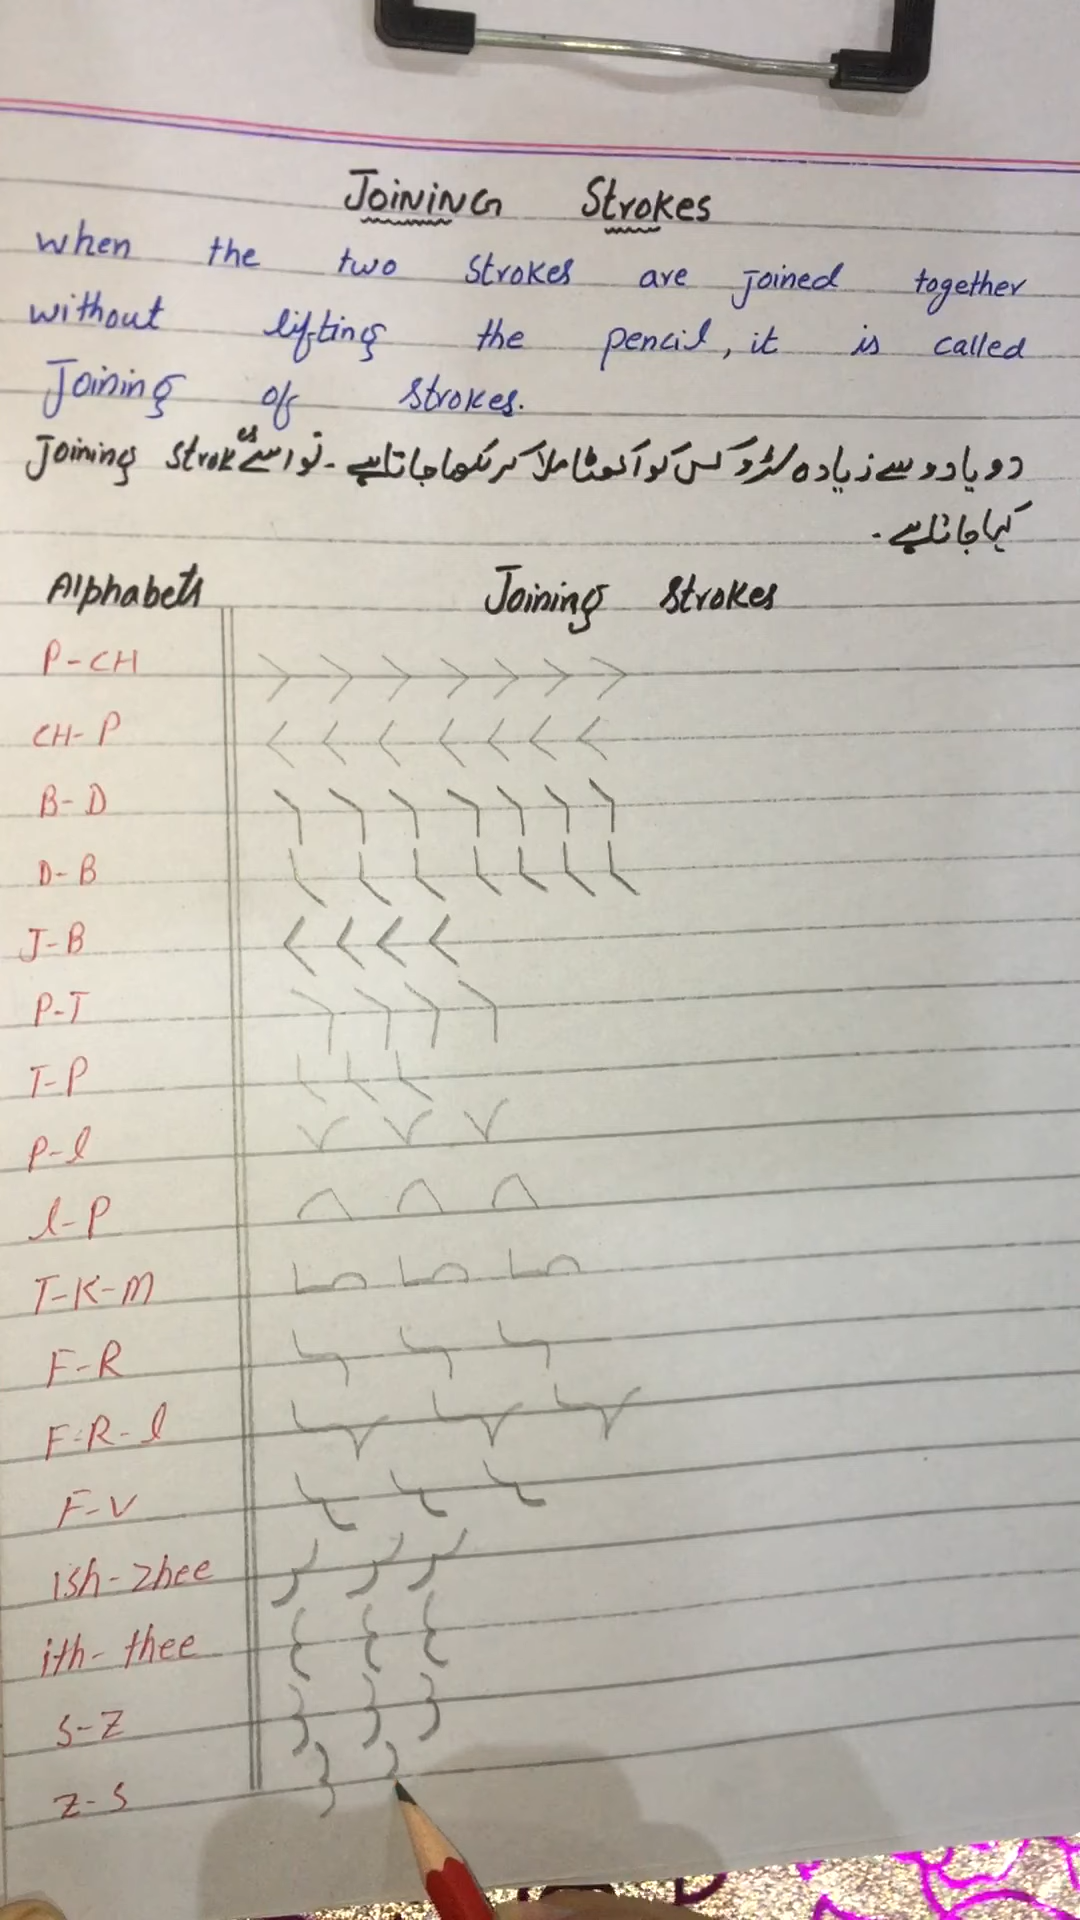 Joining Strokes
when the two strokes are joined together
without lifting the pencil, it is called
Joining of strokes.
دو یا دو سے زیادہ سٹروکس کو اکھٹا ملا کر لکھا جاتا ہے ۔ تو اسے Joining strokes
کہا جاتا ہے ۔
Alphabets Joining strokes
P-CH
CH-P
B-D
D-B
J-B
P-T
T-P
P-l
l-P
T-K-m
F-R
F-R-l
F-V
ish-zhee
ith-thee
S-Z
Z-S